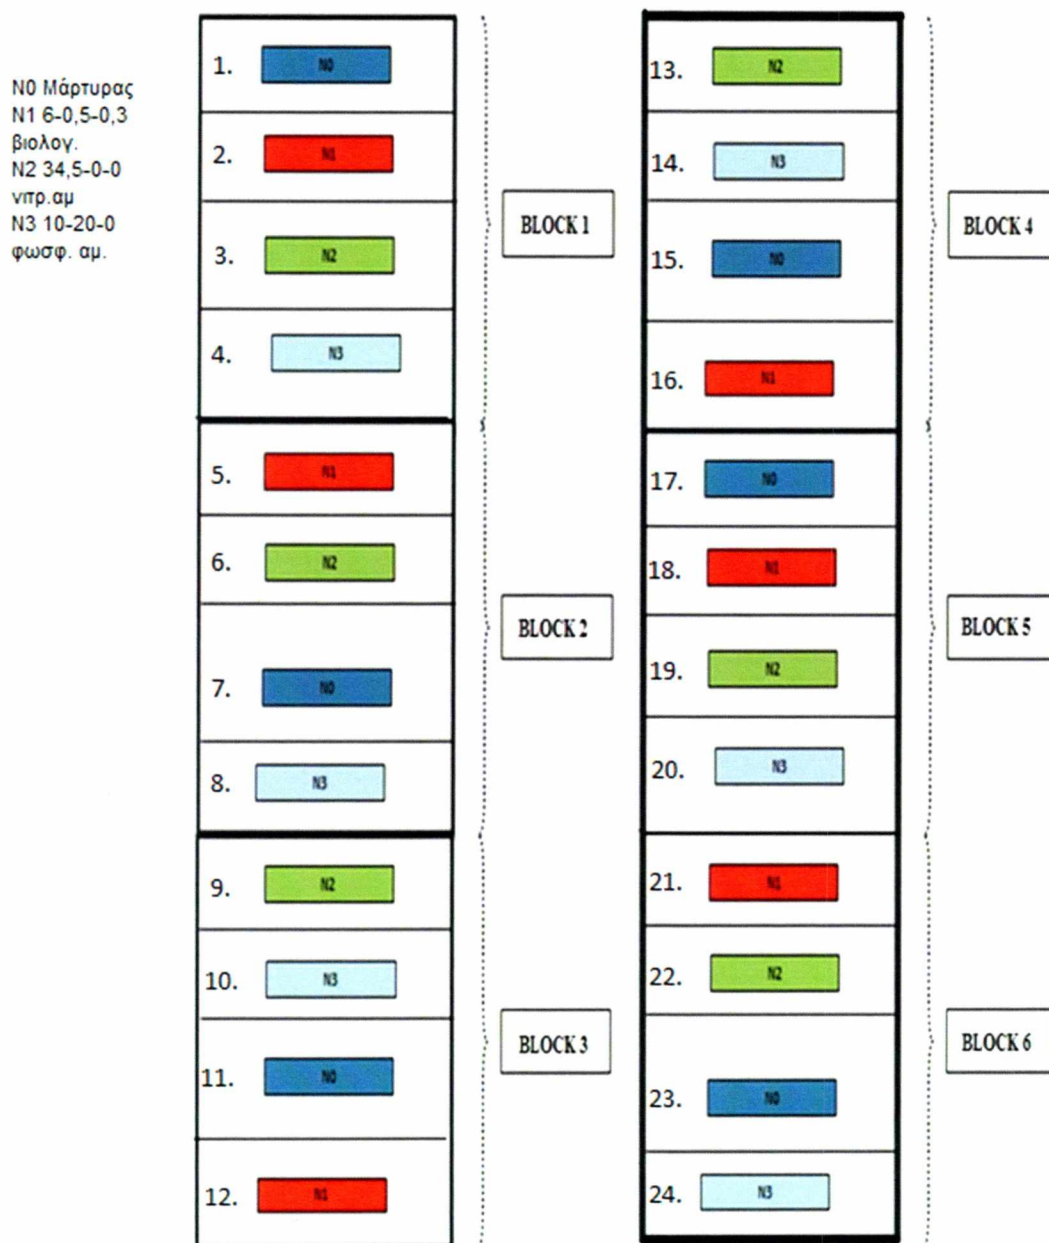 N0 Μάρτυρας
N1 6-0,5-0,3
βιολογ.
N2 34,5-0-0
νιτρ.αμ
N3 10-20-0
φωσφ. αμ.
1. N0
2. N1
3. N2
4. N3
BLOCK 1
5. N1
6. N2
7. N0
8. N3
BLOCK 2
9. N2
10. N3
11. N0
12. N1
BLOCK 3
13. N2
14. N3
15. N0
16. N1
BLOCK 4
17. N0
18. N1
19. N2
20. N3
BLOCK 5
21. N1
22. N2
23. N0
24. N3
BLOCK 6